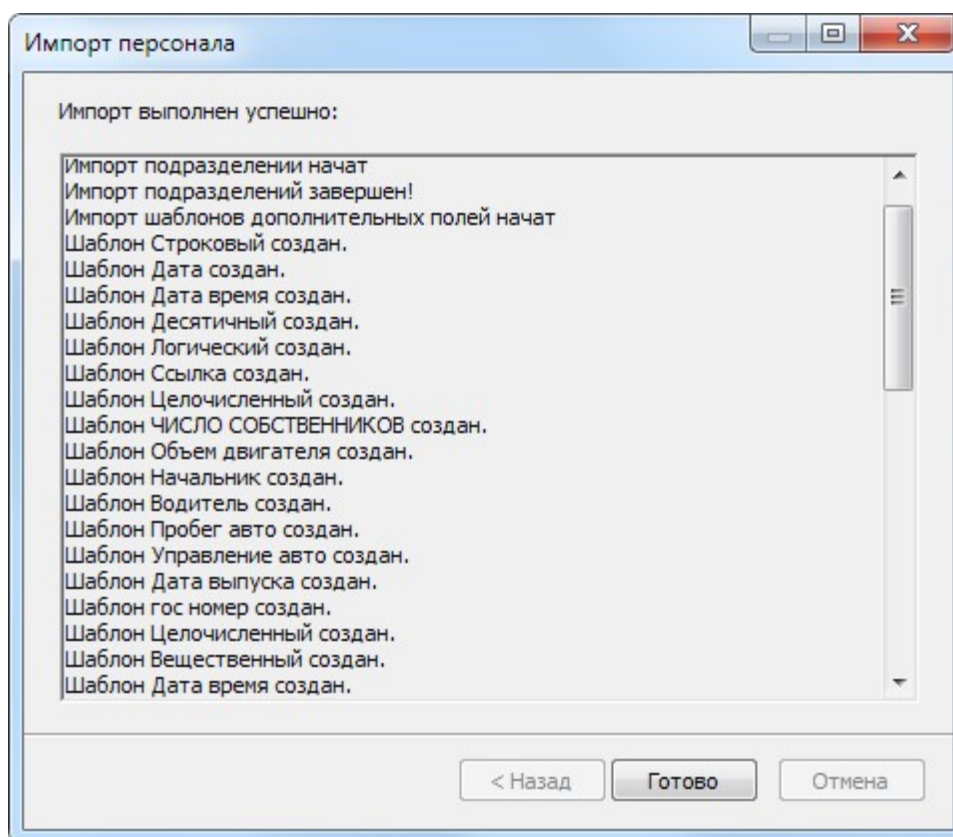 Импорт персонала
Импорт выполнен успешно:
Импорт подразделений начат
Импорт подразделений завершен!
Импорт шаблонов дополнительных полей начат
Шаблон Строковый создан.
Шаблон Дата создан.
Шаблон Дата время создан.
Шаблон Десятичный создан.
Шаблон Логический создан.
Шаблон Ссылка создан.
Шаблон Целочисленный создан.
Шаблон ЧИСЛО СОБСТВЕННИКОВ создан.
Шаблон Объем двигателя создан.
Шаблон Начальник создан.
Шаблон Водитель создан.
Шаблон Пробег авто создан.
Шаблон Управление авто создан.
Шаблон Дата выпуска создан.
Шаблон гос номер создан.
Шаблон Целочисленный создан.
Шаблон Вещественный создан.
Шаблон Дата время создан.
< Назад Готово Отмена